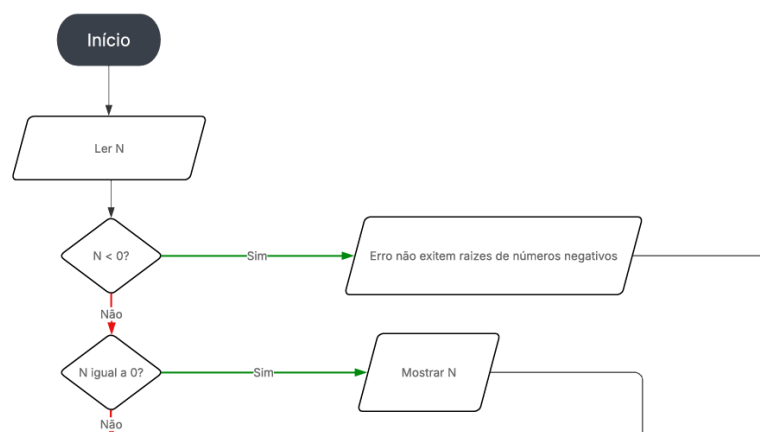 Início
Ler N
N < 0?
Sim
Erro não exitem raizes de números negativos
Não
N igual a 0?
Sim
Mostrar N
Não